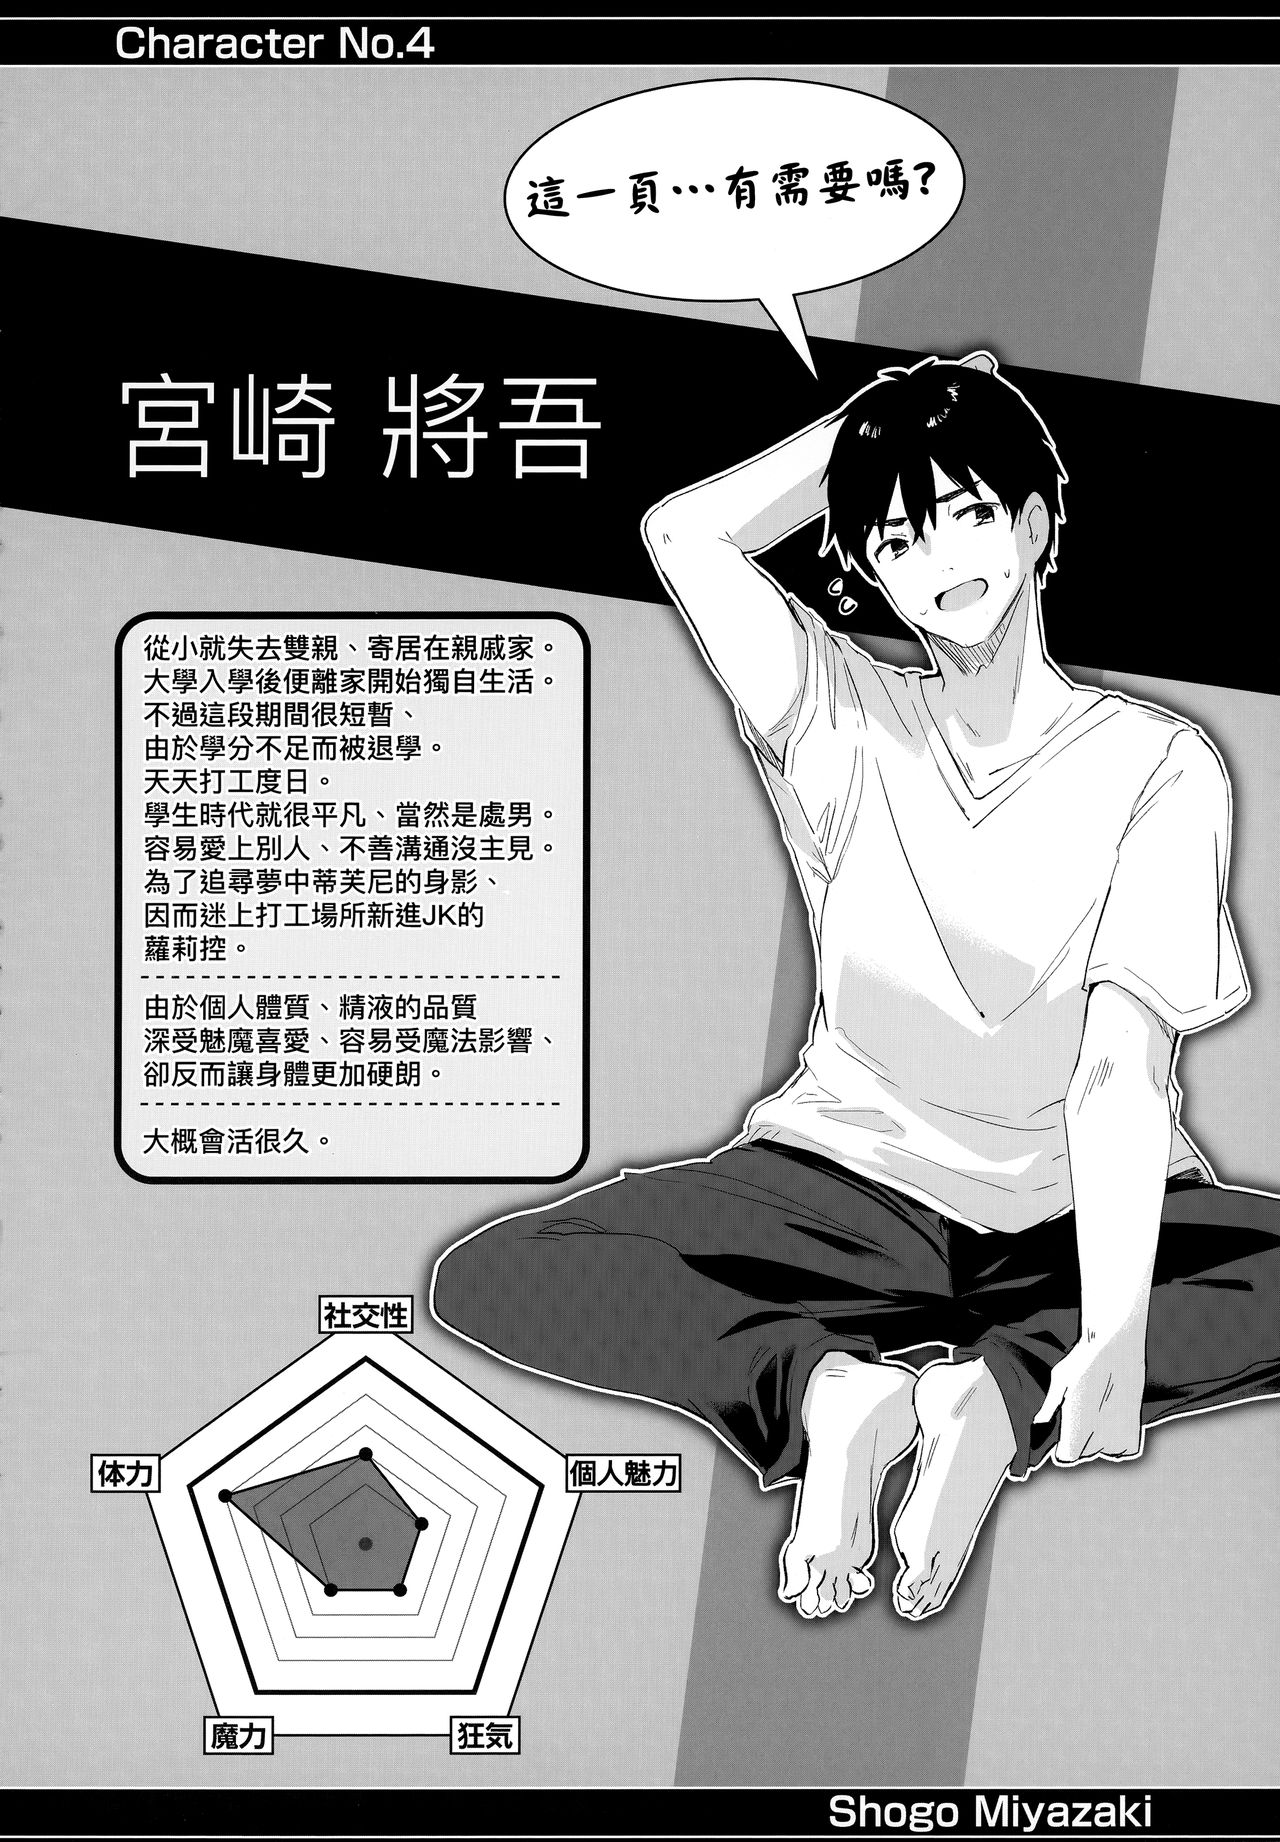 Character No.4
這一頁…有需要嗎?
宮崎 將吾
從小就失去雙親、寄居在親戚家。
大學入學後便離家開始獨自生活。
不過這段期間很短暫、
由於學分不足而被退學。
天天打工度日。
學生時代就很平凡、當然是處男。
容易愛上別人、不善溝通沒主見。
為了追尋夢中蒂芙尼的身影、
因而迷上打工場所新進JK的
蘿莉控。
由於個人體質、精液的品質
深受魅魔喜愛、容易受魔法影響、
卻反而讓身體更加硬朗。
大概會活很久。
社交性
体力
個人魅力
魔力
狂気
Shogo Miyazaki